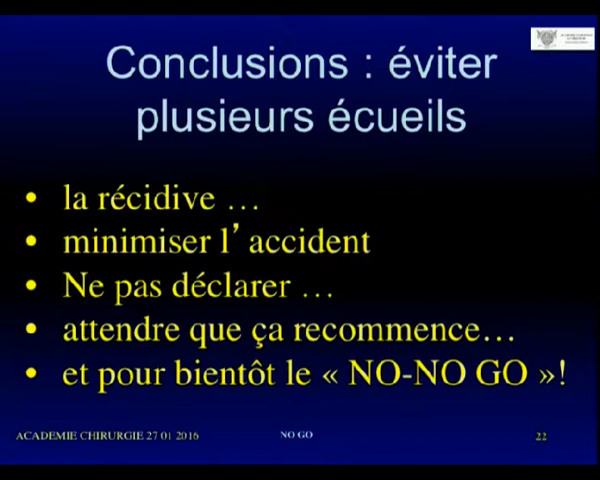 Conclusions : éviter
plusieurs écueils
• la récidive …
• minimiser l’accident
• Ne pas déclarer …
• attendre que ça recommence…
• et pour bientôt le « NO-NO GO »!
ACADEMIE CHIRURGIE 27 01 2016
NO GO
22